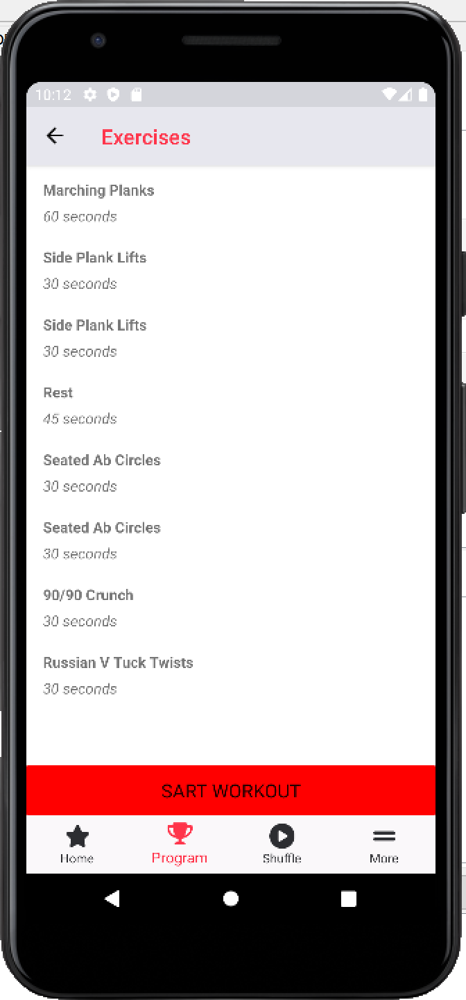 10:12
Exercises
Marching Planks
60 seconds
Side Plank Lifts
30 seconds
Side Plank Lifts
30 seconds
Rest
45 seconds
Seated Ab Circles
30 seconds
Seated Ab Circles
30 seconds
90/90 Crunch
30 seconds
Russian V Tuck Twists
30 seconds
SART WORKOUT
Home Program Shuffle More